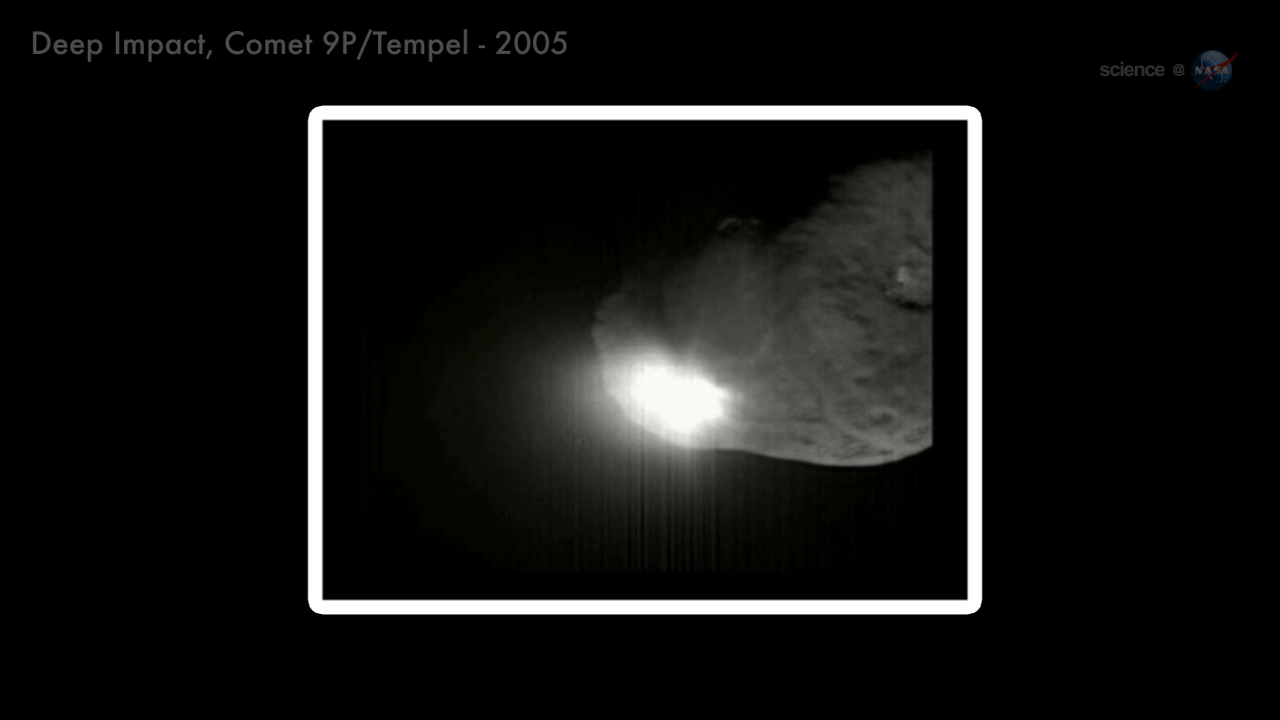 Deep Impact, Comet 9P/Tempel - 2005
science @ NASA